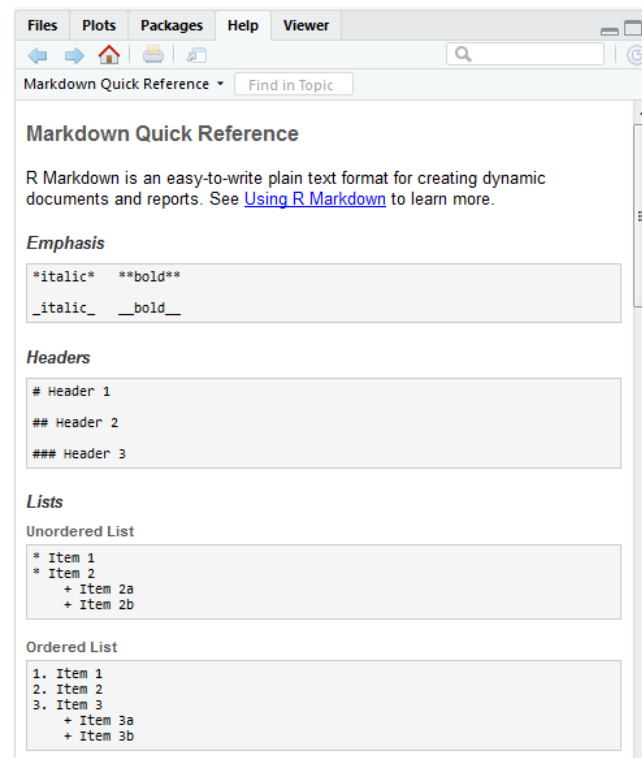 Files Plots Packages Help Viewer
Markdown Quick Reference Find in Topic
Markdown Quick Reference
R Markdown is an easy-to-write plain text format for creating dynamic
documents and reports. See Using R Markdown to learn more.
Emphasis
*italic*   **bold**
_italic_   __bold__
Headers
# Header 1
## Header 2
### Header 3
Lists
Unordered List
* Item 1
* Item 2
    + Item 2a
    + Item 2b
Ordered List
1. Item 1
2. Item 2
3. Item 3
    + Item 3a
    + Item 3b